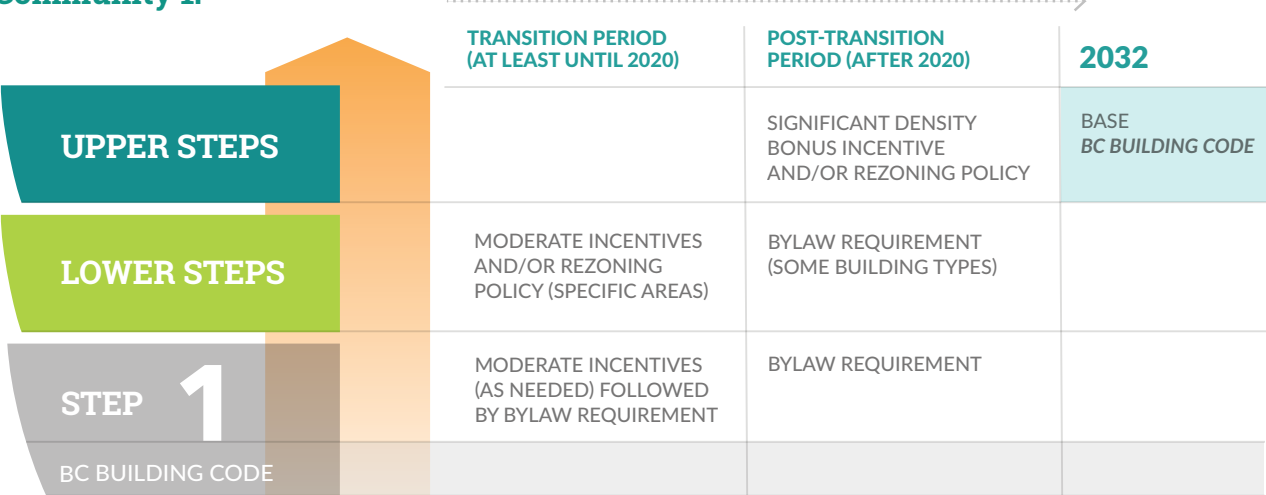 Community 1:
TRANSITION PERIOD
(AT LEAST UNTIL 2020)
POST-TRANSITION
PERIOD (AFTER 2020)
2032
UPPER STEPS
SIGNIFICANT DENSITY
BONUS INCENTIVE
AND/OR REZONING POLICY
BASE
BC BUILDING CODE
LOWER STEPS
MODERATE INCENTIVES
AND/OR REZONING
POLICY (SPECIFIC AREAS)
BYLAW REQUIREMENT
(SOME BUILDING TYPES)
STEP 1
MODERATE INCENTIVES
(AS NEEDED) FOLLOWED
BY BYLAW REQUIREMENT
BYLAW REQUIREMENT
BC BUILDING CODE